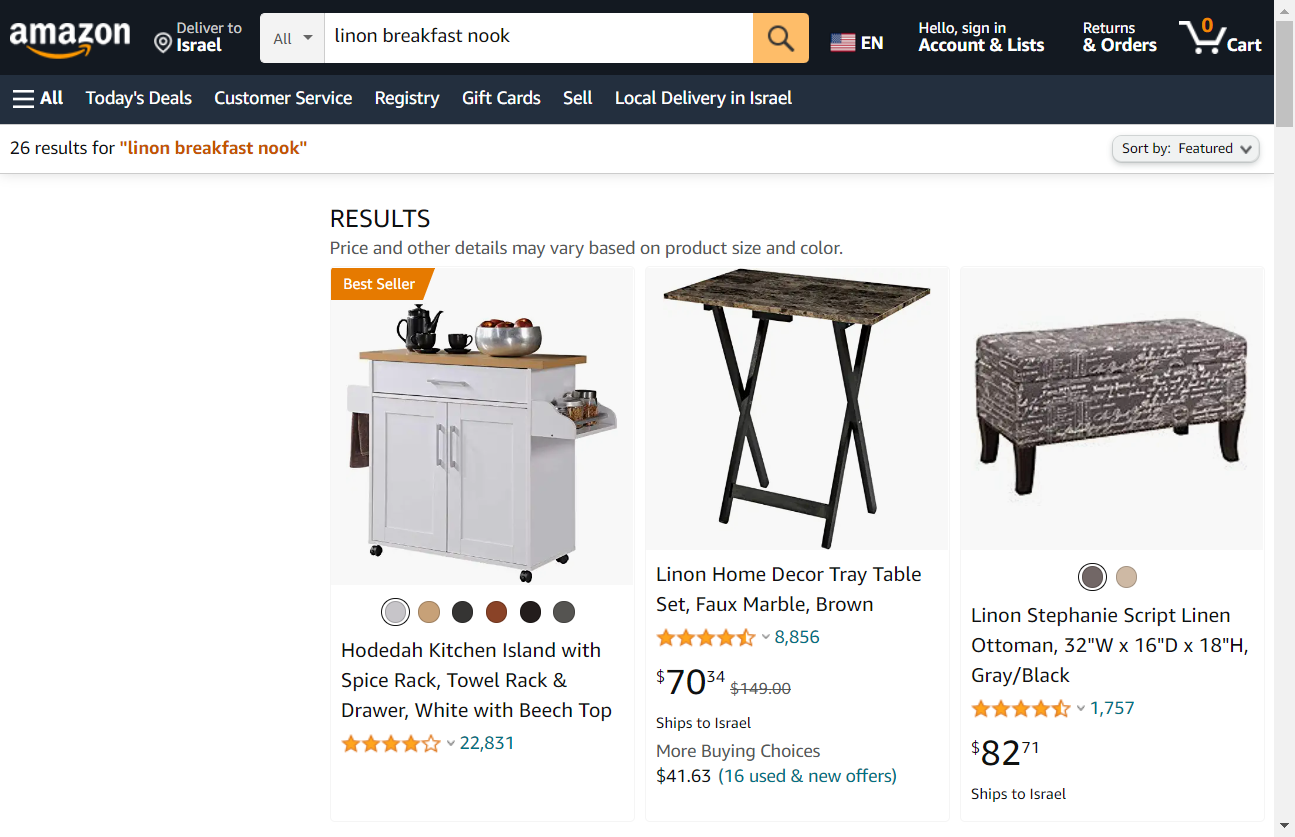 amazon
Deliver to
Israel
All
linon breakfast nook
EN
Hello, sign in
Account & Lists
Returns
& Orders
0
Cart
All
Today's Deals
Customer Service
Registry
Gift Cards
Sell
Local Delivery in Israel
26 results for "linon breakfast nook"
Sort by: Featured
RESULTS
Price and other details may vary based on product size and color.
Best Seller
Hodedah Kitchen Island with
Spice Rack, Towel Rack &
Drawer, White with Beech Top
22,831
Linon Home Decor Tray Table
Set, Faux Marble, Brown
8,856
$7034 $149.00
Ships to Israel
More Buying Choices
$41.63 (16 used & new offers)
Linon Stephanie Script Linen
Ottoman, 32"W x 16"D x 18"H,
Gray/Black
1,757
$8271
Ships to Israel